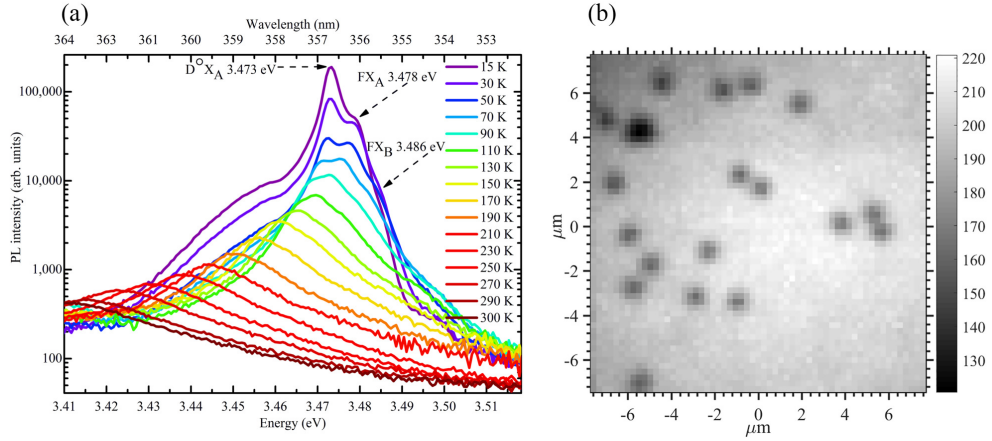 (a)
Wavelength (nm)
364 363 361 360 359 358 357 356 355 354 353
D°X_A 3.473 eV
FX_A 3.478 eV
FX_B 3.486 eV
100,000
10,000
1,000
100
PL intensity (arb. units)
15 K
30 K
50 K
70 K
90 K
110 K
130 K
150 K
170 K
190 K
210 K
230 K
250 K
270 K
290 K
300 K
3.41 3.42 3.43 3.44 3.45 3.46 3.47 3.48 3.49 3.50 3.51
Energy (eV)
(b)
6
4
2
0
-2
-4
-6
μm
-6 -4 -2 0 2 4 6
μm
220
210
200
190
180
170
160
150
140
130